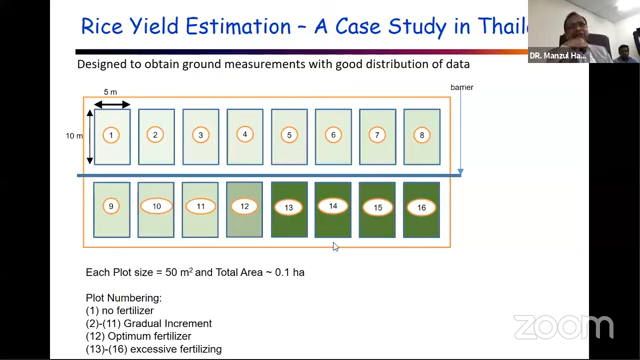 Rice Yield Estimation – A Case Study in Thail
DR. Manzul Ha...
Designed to obtain ground measurements with good distribution of data
5 m
barrier
10 m
1 2 3 4 5 6 7 8
9 10 11 12 13 14 15 16
Each Plot size = 50 m² and Total Area ~ 0.1 ha
Plot Numbering:
(1) no fertilizer
(2)-(11) Gradual Increment
(12) Optimum fertilizer
(13)-(16) excessive fertilizing
zoom